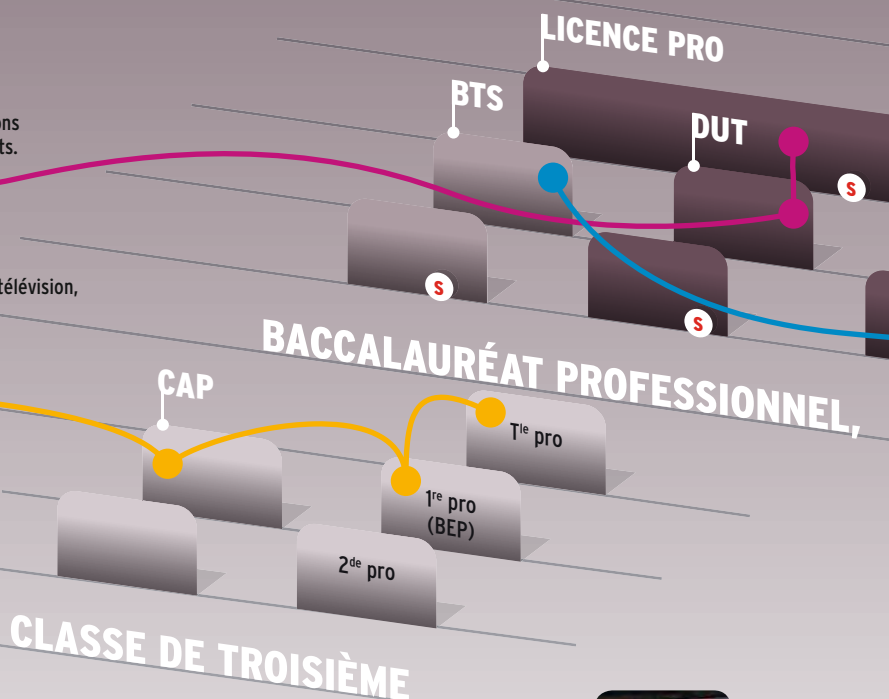 LICENCE PRO
BTS
DUT
ons
ts.
S
télévision,
S
S
BACCALAURÉAT PROFESSIONNEL,
CAP
Tle pro
1re pro
(BEP)
2de pro
CLASSE DE TROISIÈME